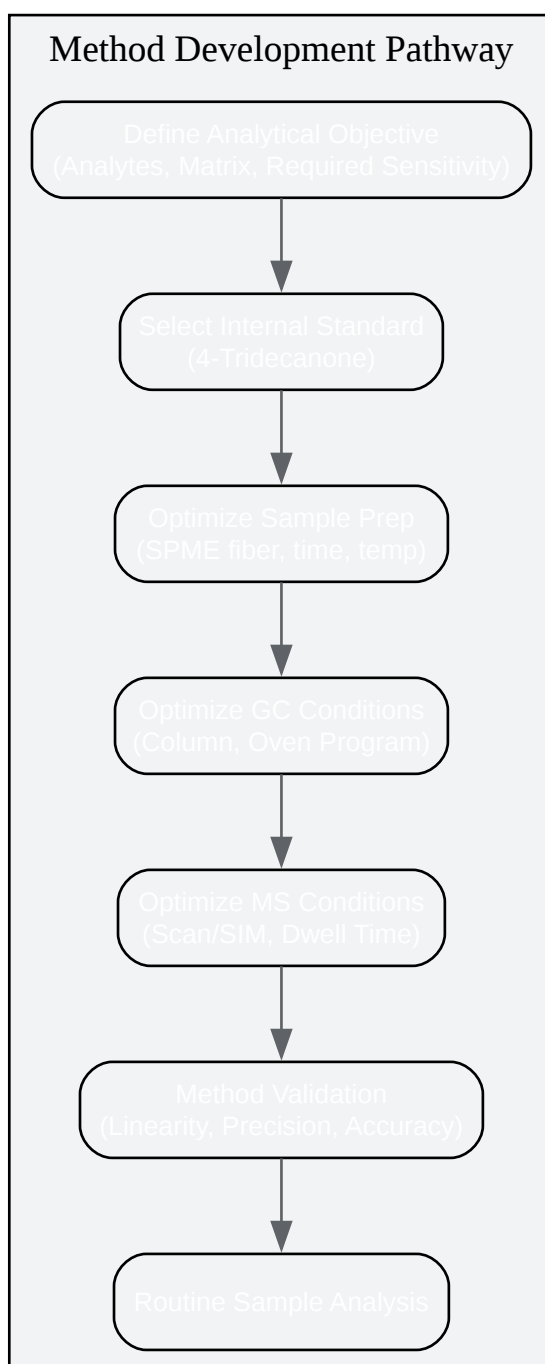 Method Development Pathway
Define Analytical Objective
(Analytes, Matrix, Required Sensitivity)
Select Internal Standard
(4-Tridecanone)
Optimize Sample Prep
(SPME fiber, time, temp)
Optimize GC Conditions
(Column, Oven Program)
Optimize MS Conditions
(Scan/SIM, Dwell Time)
Method Validation
(Linearity, Precision, Accuracy)
Routine Sample Analysis